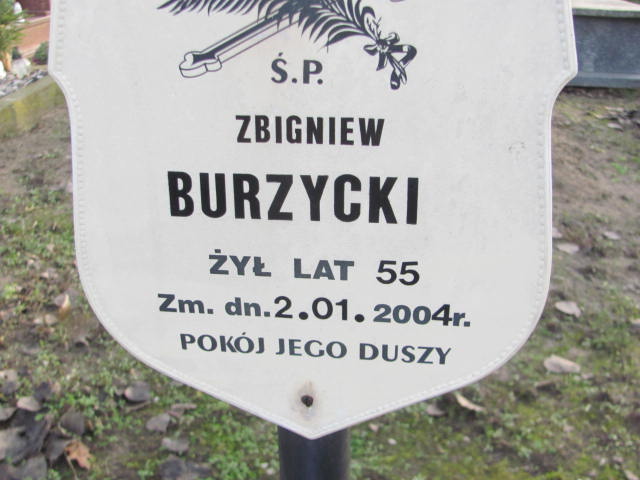 Ś.P.
ZBIGNIEW
BURZYCKI
ŻYŁ LAT 55
Zm. dn.2.01.2004r.
POKÓJ JEGO DUSZY